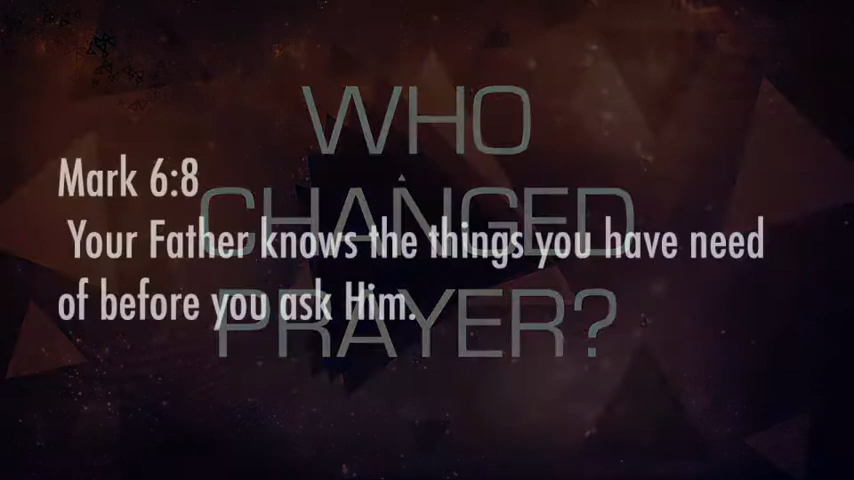 WHO
CHANGED
PRAYER?
Mark 6:8
Your Father knows the things you have need
of before you ask Him.